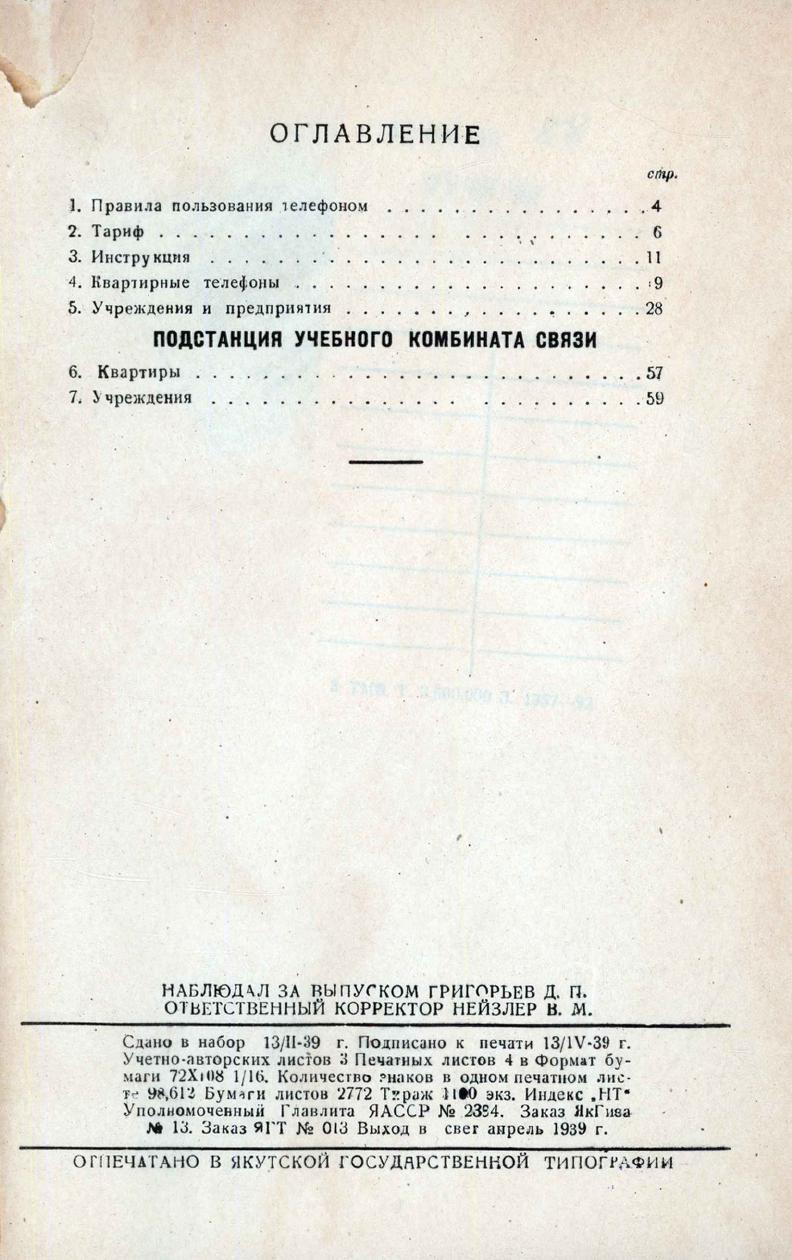 ОГЛАВЛЕНИЕ
стр.
1. Правила пользования телефоном . . . . . . . . . . . . . . . . 4
2. Тариф . . . . . . . . . . . . . . . . . . . . . . . . . . 6
3. Инструкция . . . . . . . . . . . . . . . . . . . . . . . . 11
4. Квартирные телефоны . . . . . . . . . . . . . . . . . . . . 9
5. Учреждения и предприятия . . . . . . . . . . . . . . . . . . 28
ПОДСТАНЦИЯ УЧЕБНОГО КОМБИНАТА СВЯЗИ
6. Квартиры . . . . . . . . . . . . . . . . . . . . . . . . . 57
7. Учреждения . . . . . . . . . . . . . . . . . . . . . . . . 59
НАБЛЮДАЛ ЗА ВЫПУСКОМ ГРИГОРЬЕВ Д. П.
ОТВЕТСТВЕННЫЙ КОРРЕКТОР НЕЙЗЛЕР В. М.
Сдано в набор 13/II-39 г. Подписано к печати 13/IV-39 г.
Учетно-авторских листов 3 Печатных листов 4 в Формат бу-
маги 72X108 1/16. Количество знаков в одном печатном лис-
те 98,612 Бумаги листов 2772 Тираж 1100 экз. Индекс „НТ"
Уполномоченный Главлита ЯАССР № 2384. Заказ ЯкГиза
№ 13. Заказ ЯГТ № 013 Выход в свет апрель 1939 г.
ОТПЕЧАТАНО В ЯКУТСКОЙ ГОСУДАРСТВЕННОЙ ТИПОГРАФИИ